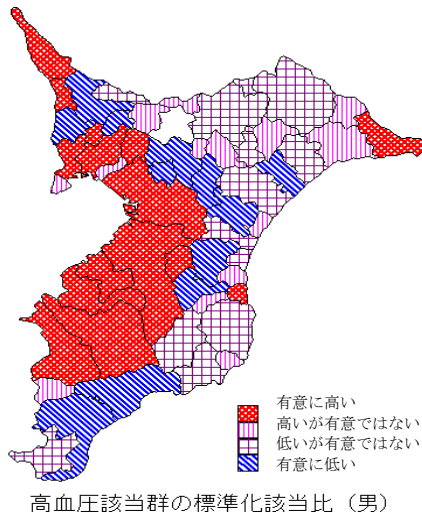 有意に高い
高いが有意ではない
低いが有意ではない
有意に低い
高血圧該当群の標準化該当比（男）